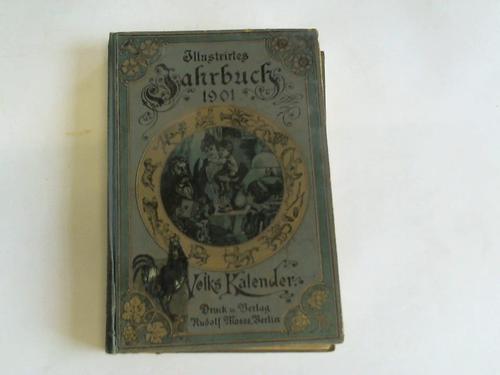 Illustrirtes
Jahrbuch
1901
Volks Kalender.
Druck u. Verlag
Rudolf Mosse, Berlin